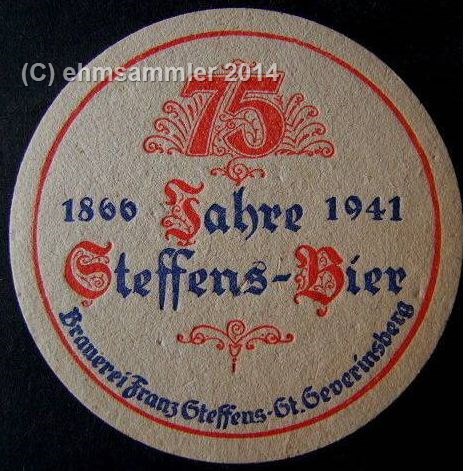 (C) ehmsammler 2014
75
1866 Jahre 1941
Steffens-Bier
Brauerei Franz Steffens-St. Severinsberg